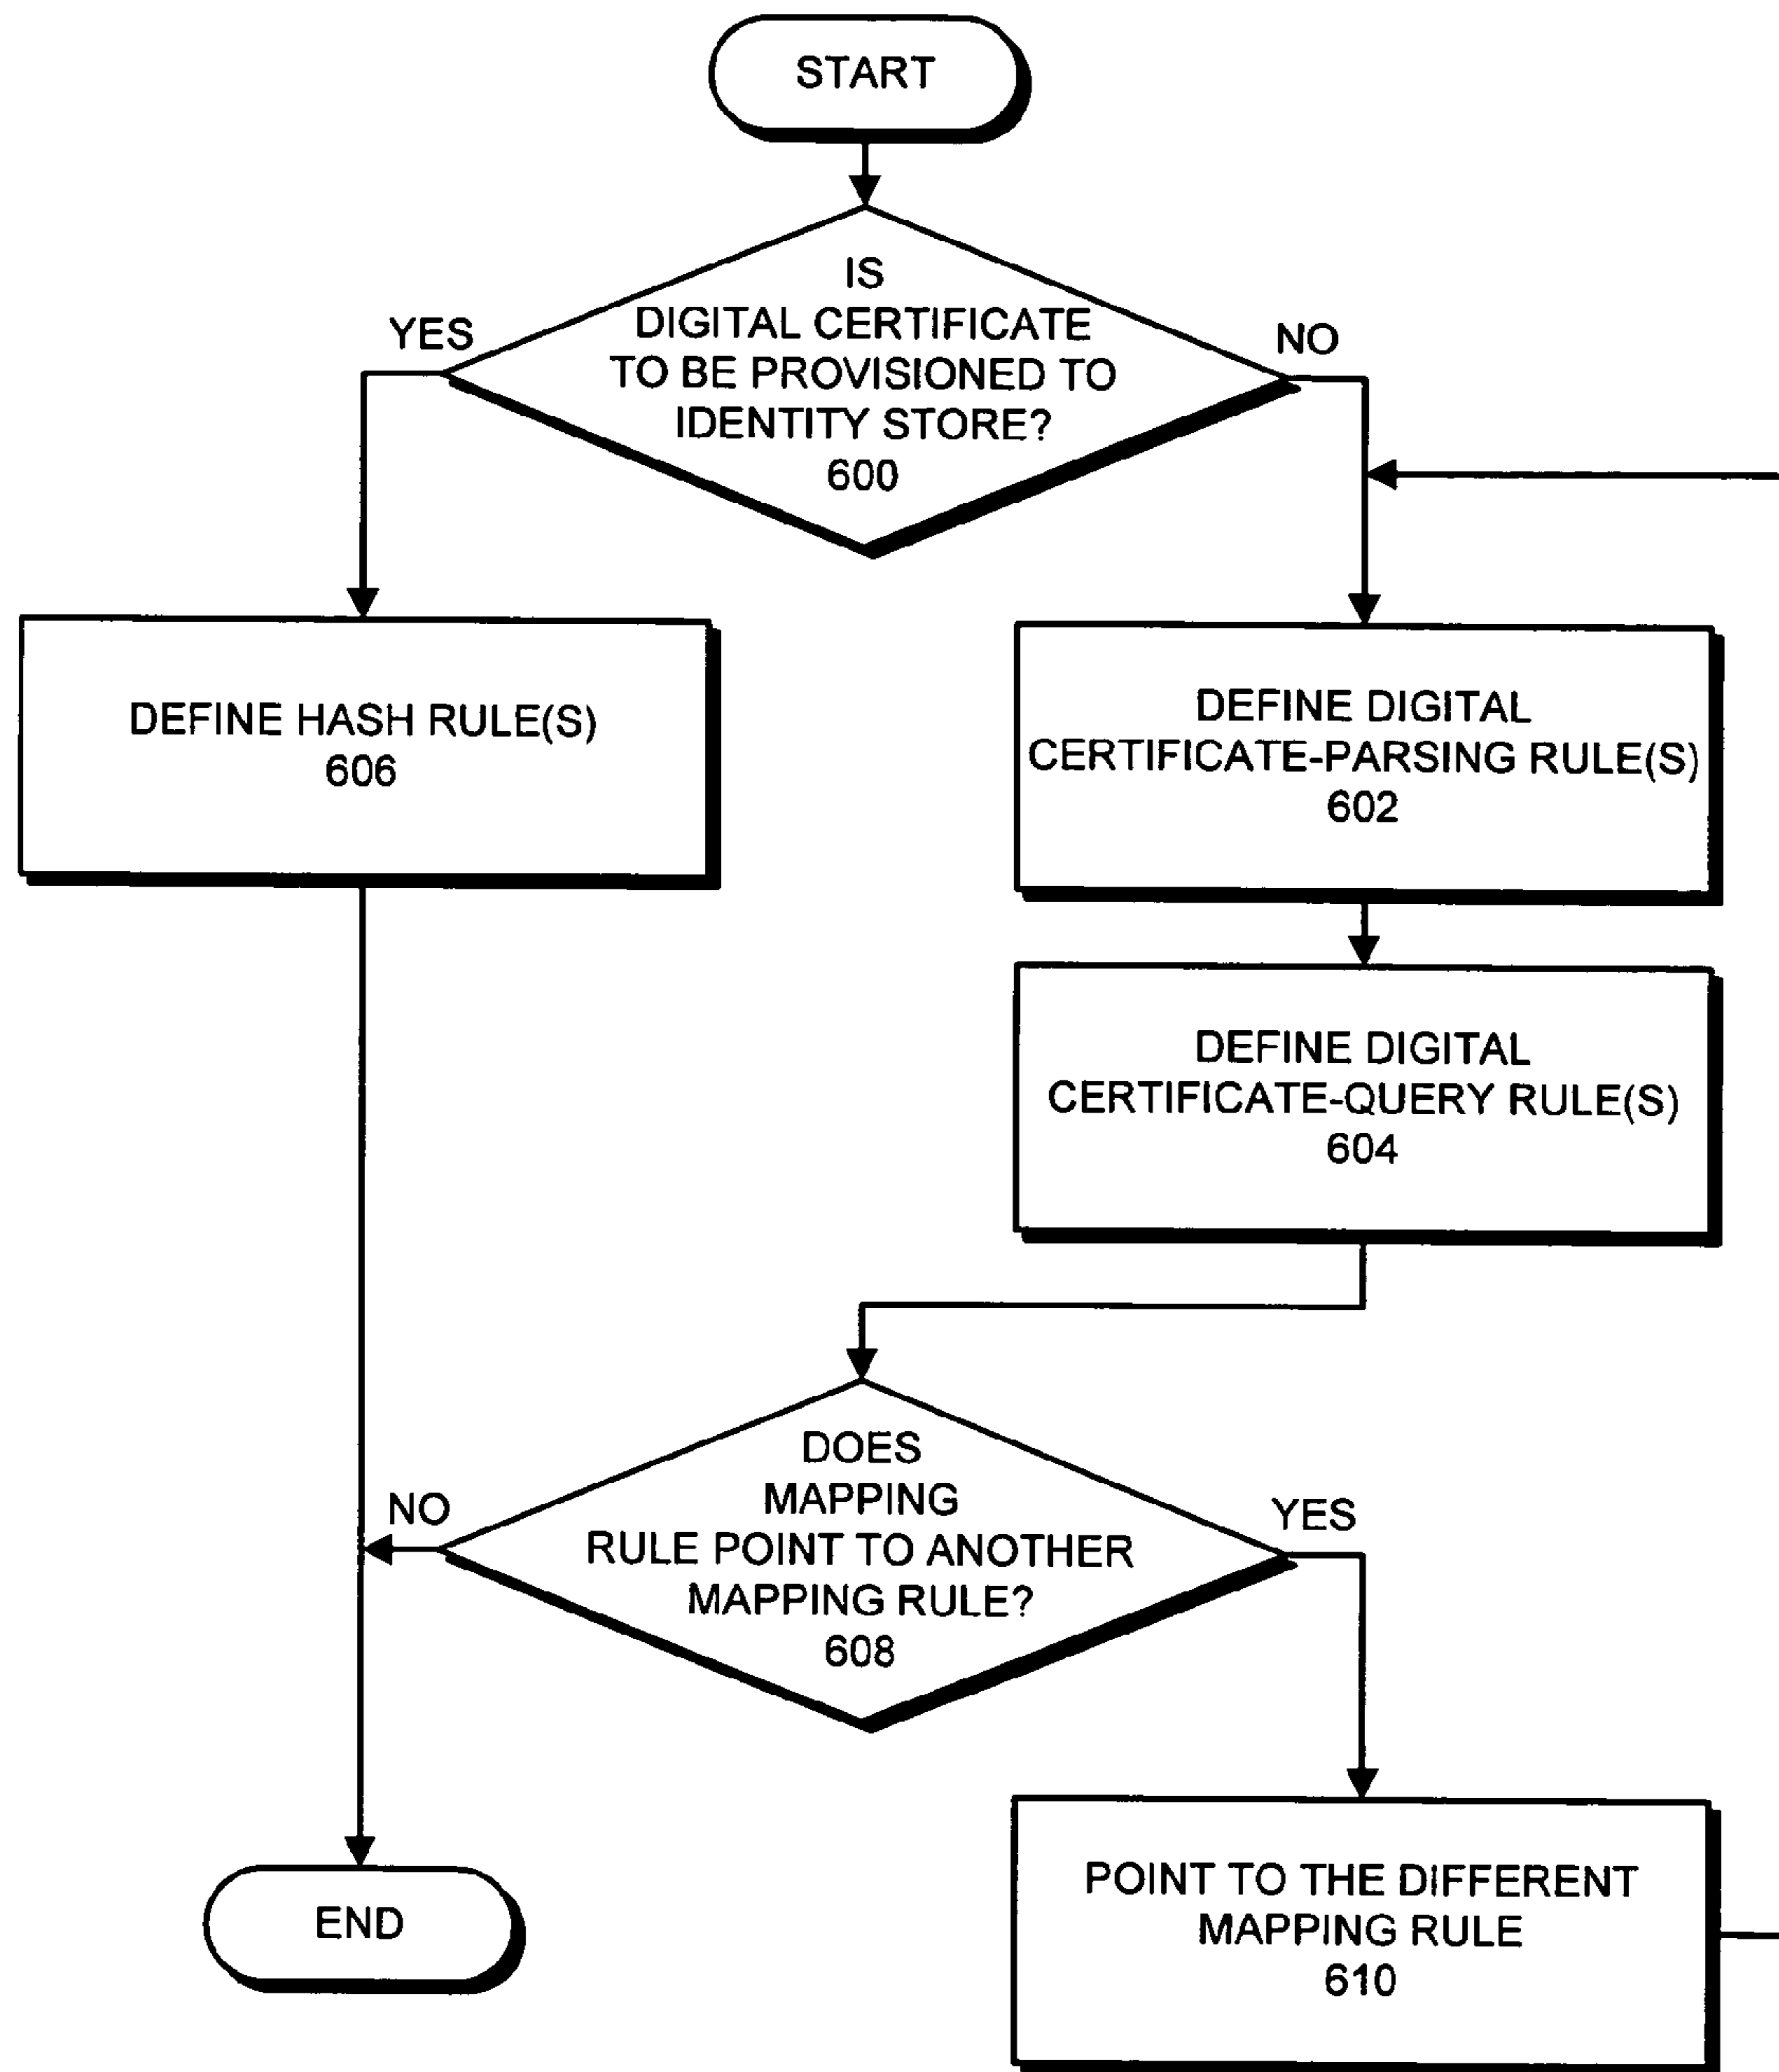 START
IS
DIGITAL CERTIFICATE
TO BE PROVISIONED TO
IDENTITY STORE?
600
YES
NO
DEFINE HASH RULE(S)
606
DEFINE DIGITAL
CERTIFICATE-PARSING RULE(S)
602
DEFINE DIGITAL
CERTIFICATE-QUERY RULE(S)
604
DOES
MAPPING
RULE POINT TO ANOTHER
MAPPING RULE?
608
NO
YES
POINT TO THE DIFFERENT
MAPPING RULE
610
END